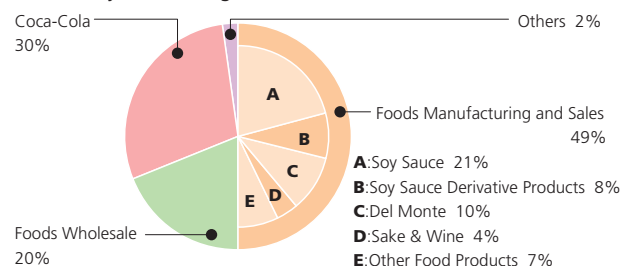 Coca-Cola
30%
Others 2%
A
B
C
D
E
Foods Manufacturing and Sales
49%
A:Soy Sauce 21%
B:Soy Sauce Derivative Products 8%
C:Del Monte 10%
D:Sake & Wine 4%
E:Other Food Products 7%
Foods Wholesale
20%